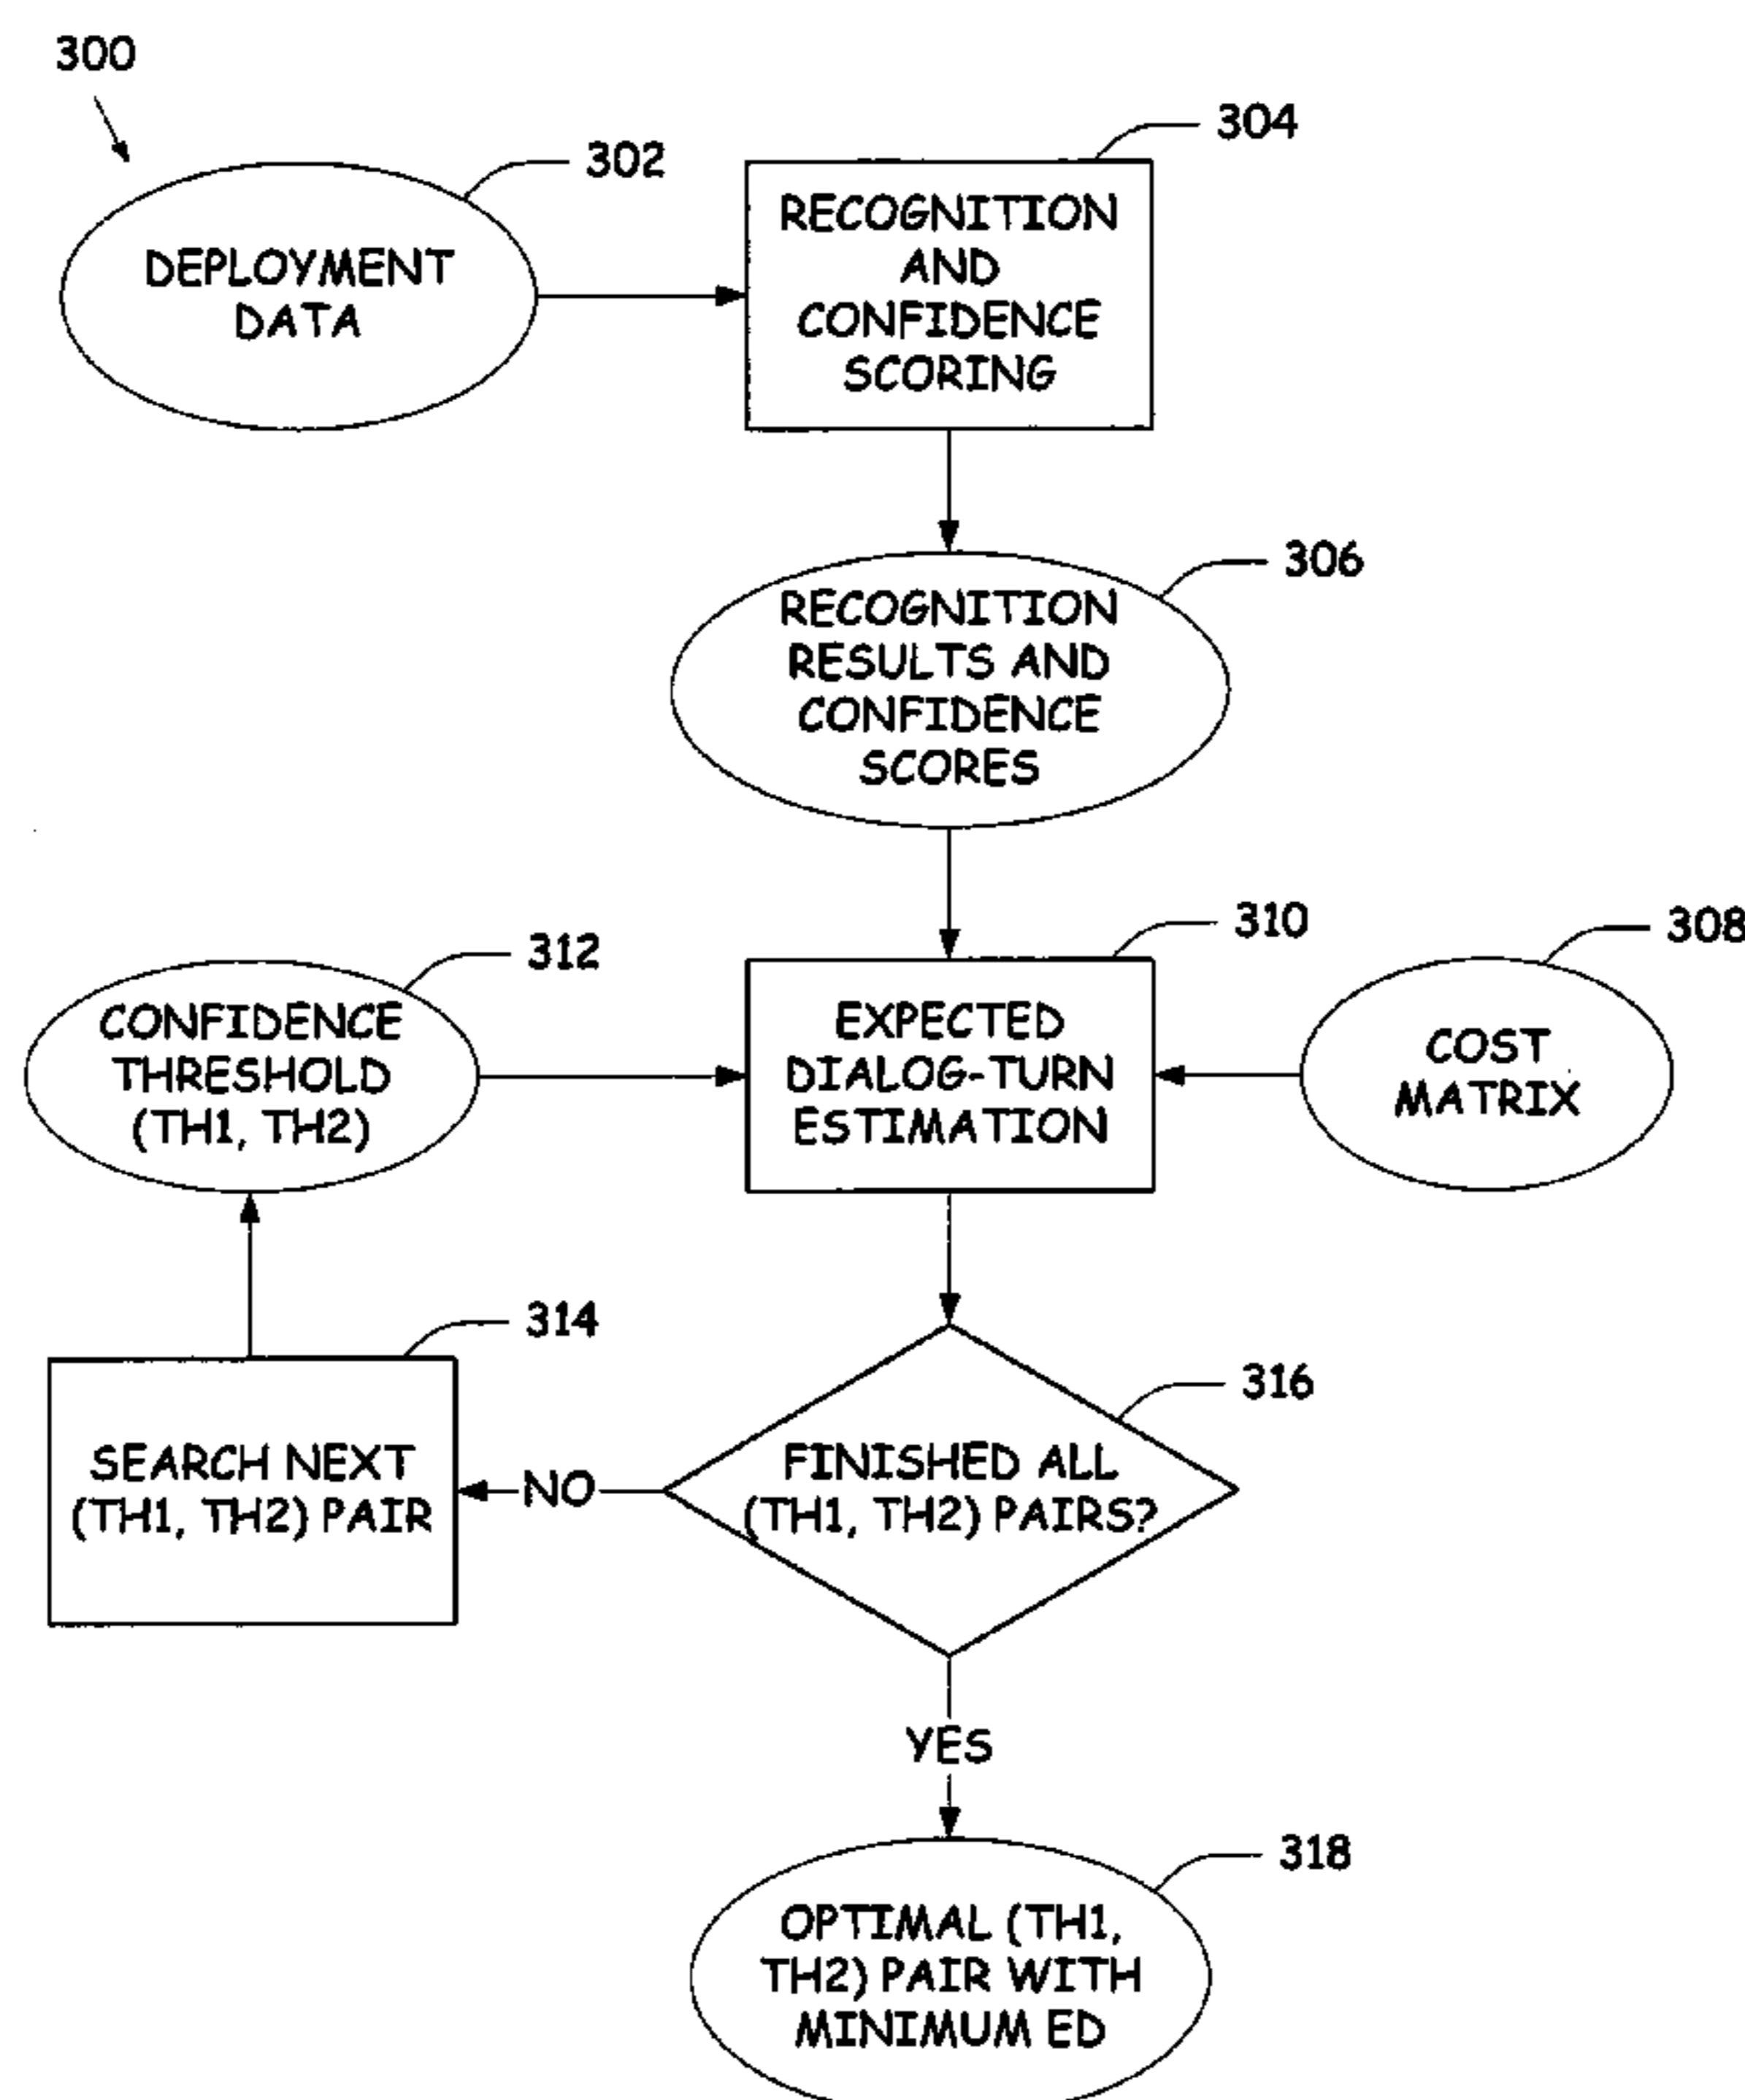 300
302
304
DEPLOYMENT
DATA
RECOGNITION
AND
CONFIDENCE
SCORING
306
RECOGNITION
RESULTS AND
CONFIDENCE
SCORES
312
310
308
CONFIDENCE
THRESHOLD
(TH1, TH2)
EXPECTED
DIALOG-TURN
ESTIMATION
COST
MATRIX
314
316
SEARCH NEXT
(TH1, TH2) PAIR
NO
FINISHED ALL
(TH1, TH2) PAIRS?
YES
318
OPTIMAL (TH1,
TH2) PAIR WITH
MINIMUM ED